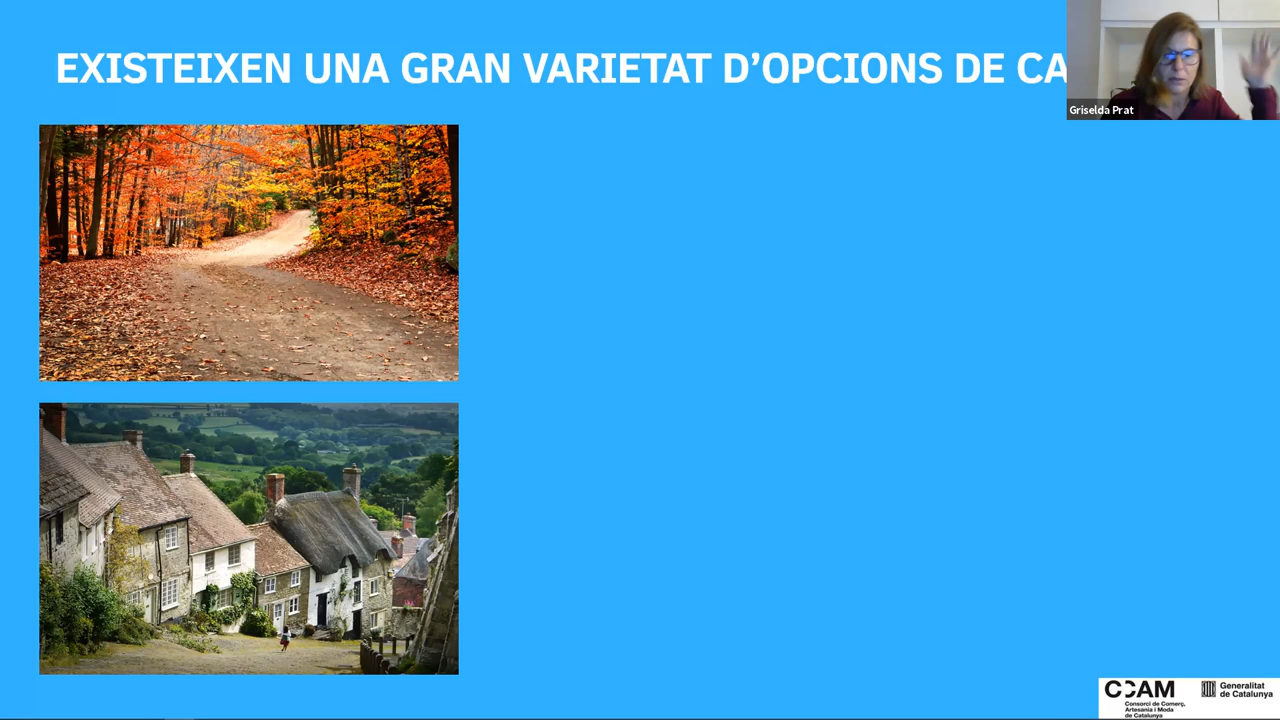 EXISTEIXEN UNA GRAN VARIETAT D'OPCIONS DE CA
Griselda Prat
CCAM
Consorci de Comerç,
Artesania i Moda
de Catalunya
Generalitat
de Catalunya